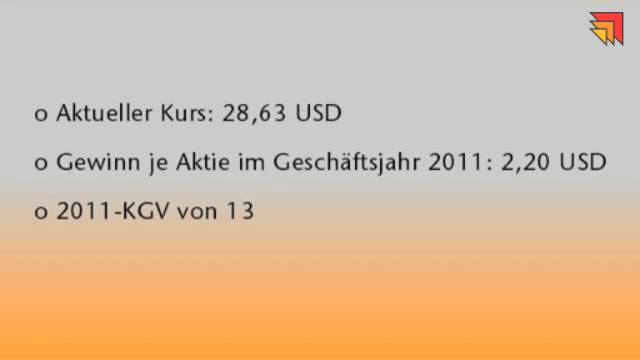 o Aktueller Kurs: 28,63 USD
o Gewinn je Aktie im Geschäftsjahr 2011: 2,20 USD
o 2011-KGV von 13